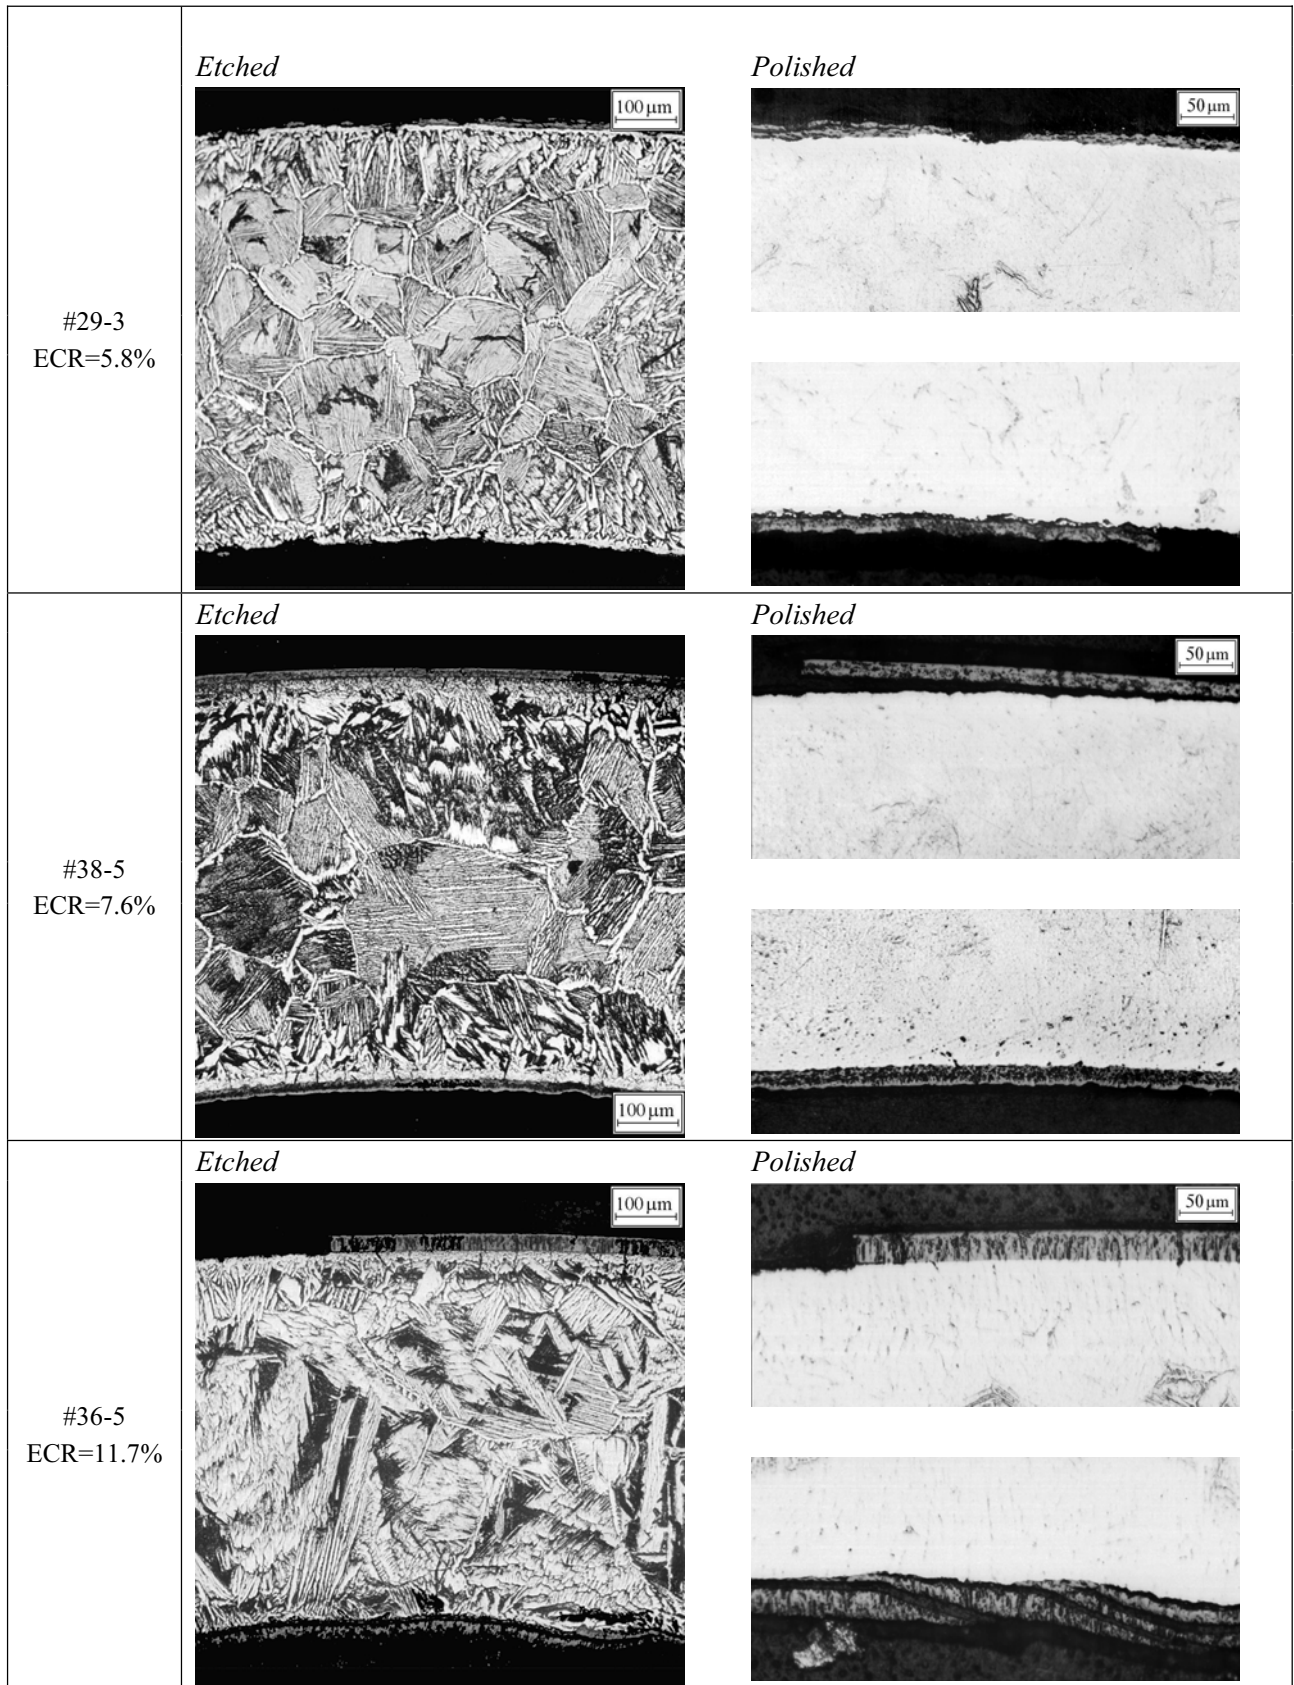 Etched
Polished
100 μm
50 μm
#29-3
ECR=5.8%
Etched
Polished
50 μm
#38-5
ECR=7.6%
100 μm
Etched
Polished
100 μm
50 μm
#36-5
ECR=11.7%